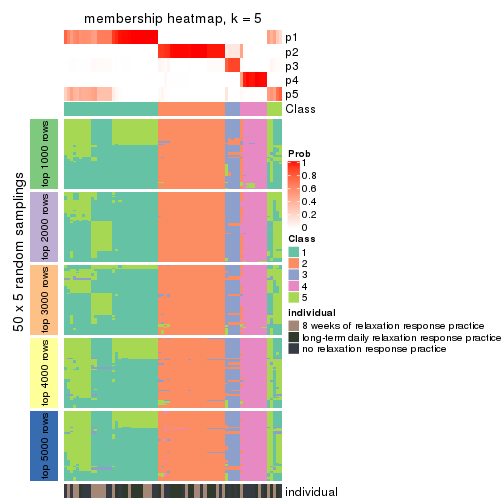 membership heatmap, k = 5
p1
p2
p3
p4
p5
Class
50 x 5 random samplings
top 1000 rows
top 2000 rows
top 3000 rows
top 4000 rows
top 5000 rows
Prob
1
0.8
0.6
0.4
0.2
0
Class
1
2
3
4
5
individual
8 weeks of relaxation response practice
long-term daily relaxation response practice
no relaxation response practice
individual